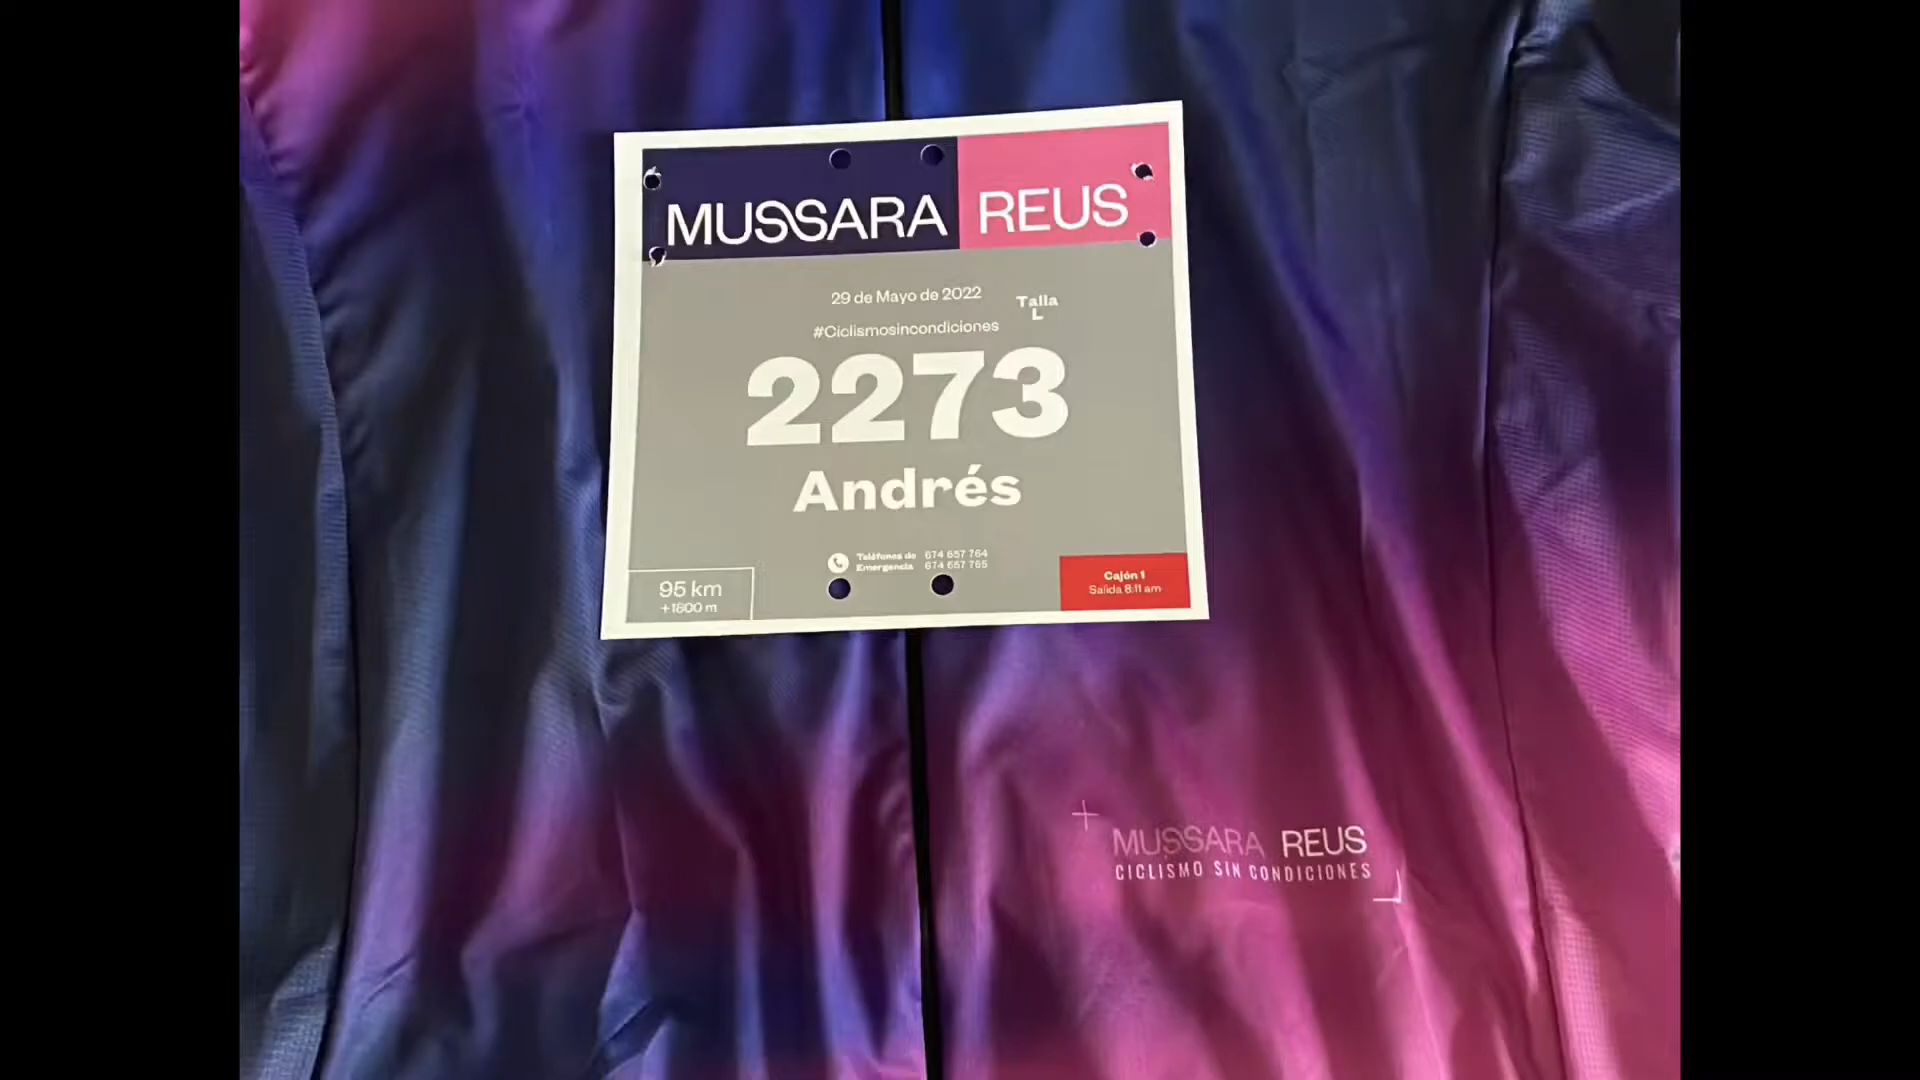 MUSSARA REUS
29 de Mayo de 2022
Talla
L
#Ciclismosincondiciones
2273
Andrés
Teléfonos de 674 657 764
Emergencia 674 657 765
95 km
+1600 m
Cajón 1
Salida 8:11 am
MUSSARA REUS
CICLISMO SIN CONDICIONES